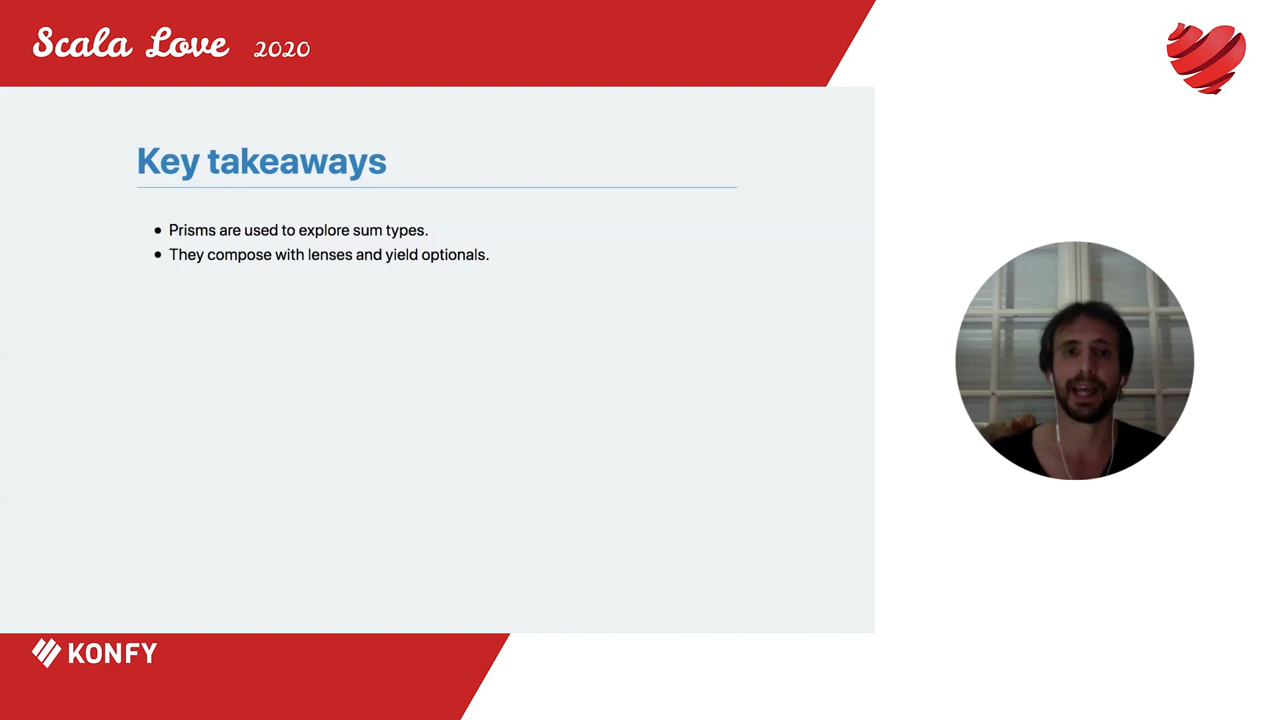 Scala Love 2020
Key takeaways
• Prisms are used to explore sum types.
• They compose with lenses and yield optionals.
KONFY